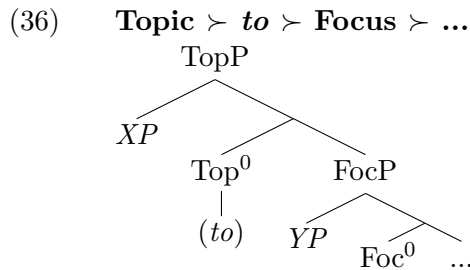 (36) Topic ≻ to ≻ Focus ≻ ...
TopP
XP
Top⁰ FocP
(to) YP
Foc⁰ ...